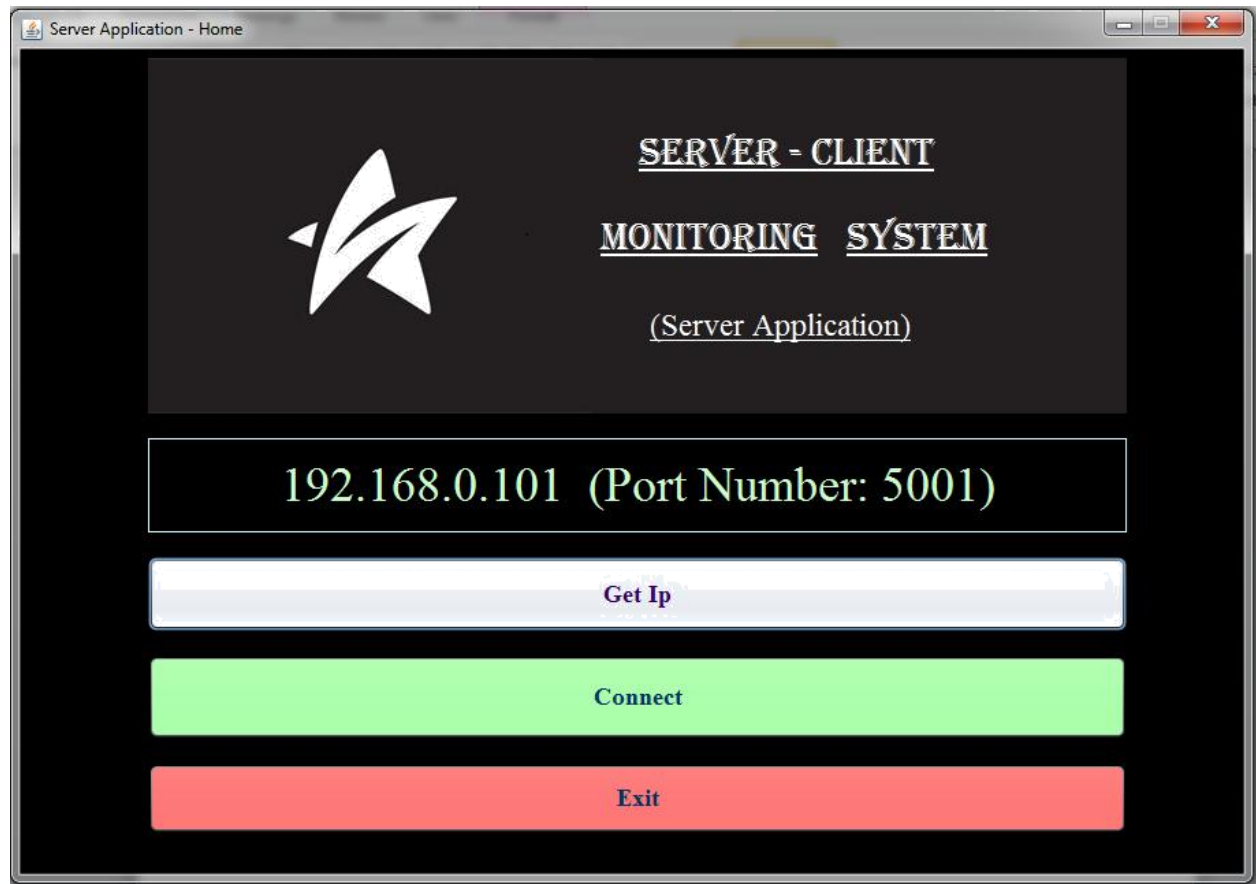 Server Application - Home
SERVER - CLIENT
MONITORING SYSTEM
(Server Application)
192.168.0.101 (Port Number: 5001)
Get Ip
Connect
Exit